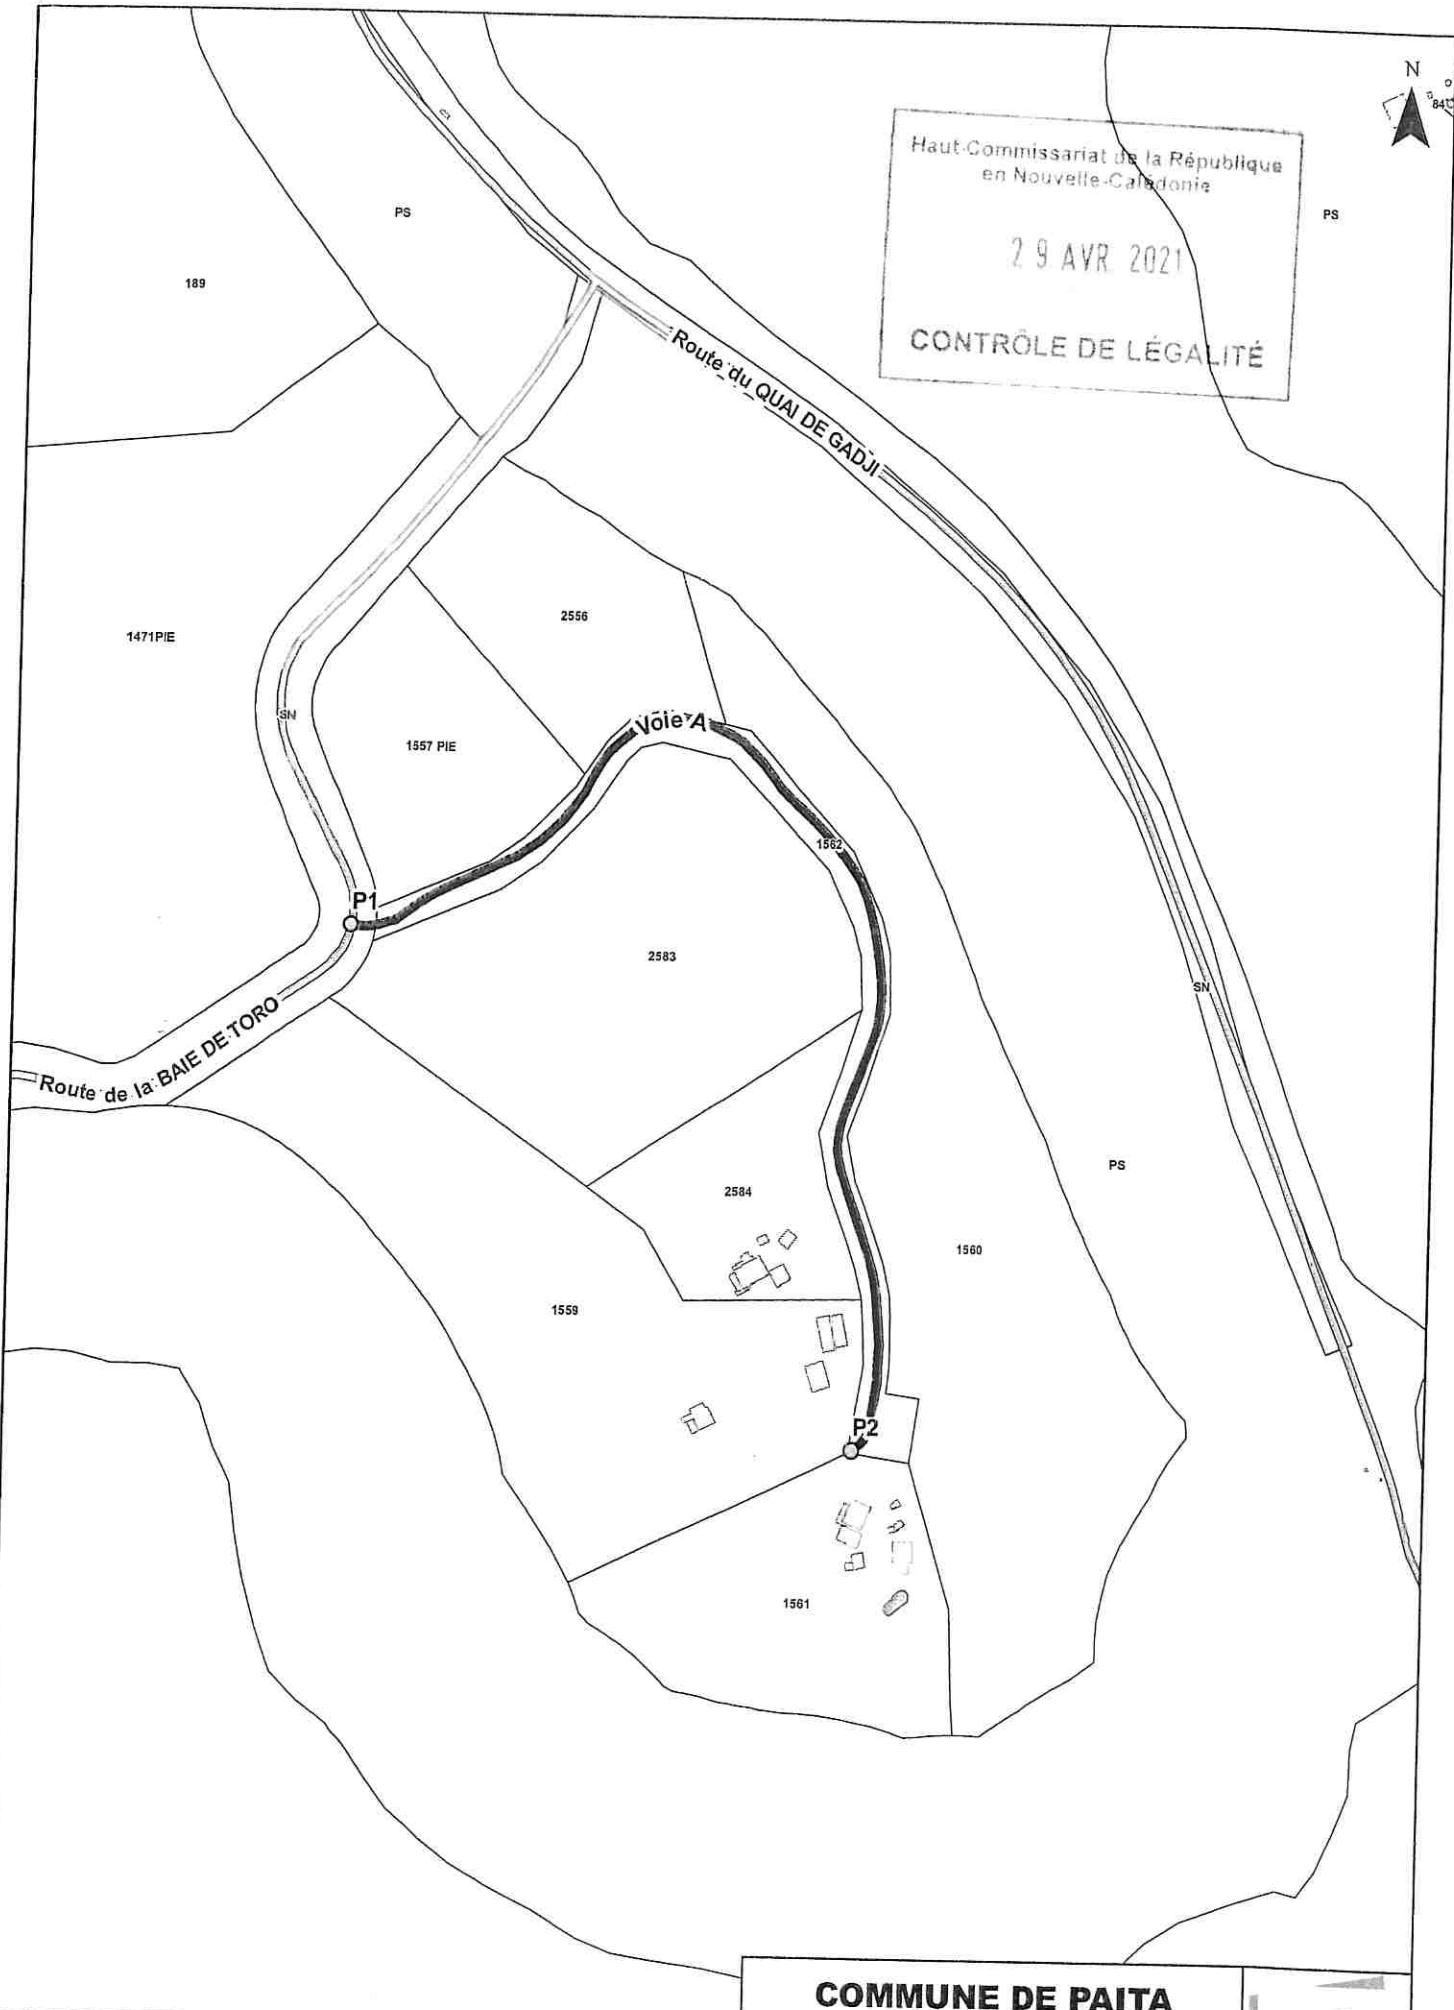 N
840
Haut-Commissariat de la République
en Nouvelle-Calédonie
29 AVR. 2021
CONTRÔLE DE LÉGALITÉ
PS
PS
189
Route du QUAI DE GADJI
2556
1471PIE
SN
1557 PIE
Voie A
1562
P1
2583
SN
Route de la BAIE DE TORO
PS
2584
1560
1559
P2
1561
COMMUNE DE PAITA